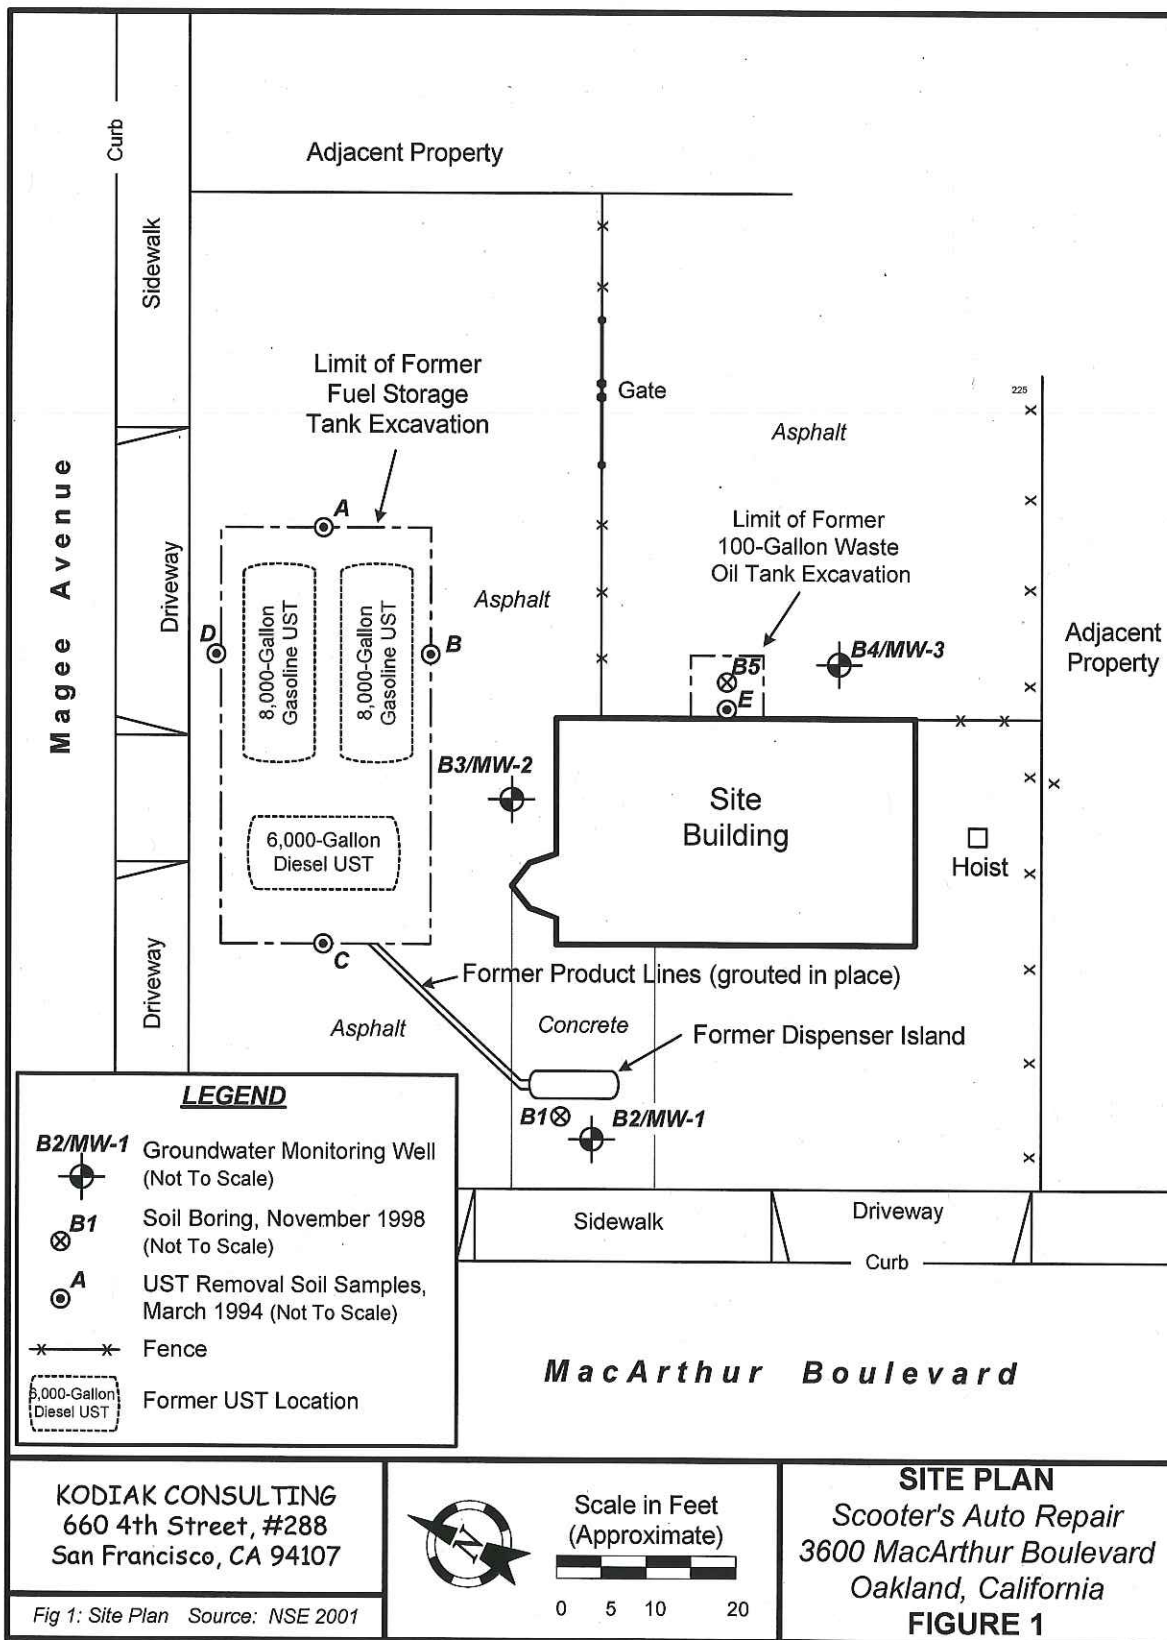 Curb
Adjacent Property
Sidewalk
Limit of Former
Fuel Storage
Tank Excavation
Gate
225
Asphalt
Magee Avenue
Driveway
A
Limit of Former
100-Gallon Waste
Oil Tank Excavation
8,000-Gallon
Gasoline UST
8,000-Gallon
Gasoline UST
Asphalt
D
B
B5
B4/MW-3
E
Adjacent
Property
B3/MW-2
Site
Building
6,000-Gallon
Diesel UST
Hoist
C
Driveway
Former Product Lines (grouted in place)
Asphalt
Concrete
Former Dispenser Island
B1
B2/MW-1
LEGEND
B2/MW-1
Groundwater Monitoring Well
(Not To Scale)
B1
Soil Boring, November 1998
(Not To Scale)
A
UST Removal Soil Samples,
March 1994 (Not To Scale)
x x Fence
6,000-Gallon
Diesel UST
Former UST Location
Sidewalk
Driveway
Curb
MacArthur Boulevard
KODIAK CONSULTING
660 4th Street, #288
San Francisco, CA 94107
Fig 1: Site Plan Source: NSE 2001
N
Scale in Feet
(Approximate)
0 5 10 20
SITE PLAN
Scooter's Auto Repair
3600 MacArthur Boulevard
Oakland, California
FIGURE 1